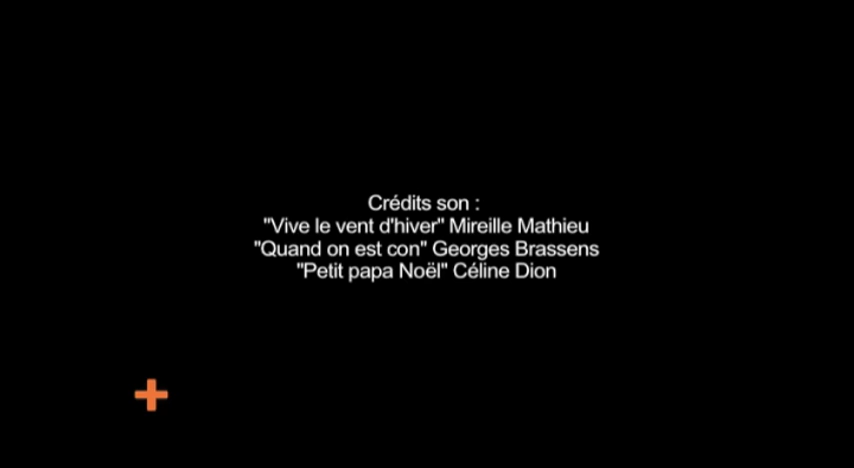 Crédits son :
"Vive le vent d'hiver" Mireille Mathieu
"Quand on est con" Georges Brassens
"Petit papa Noël" Céline Dion